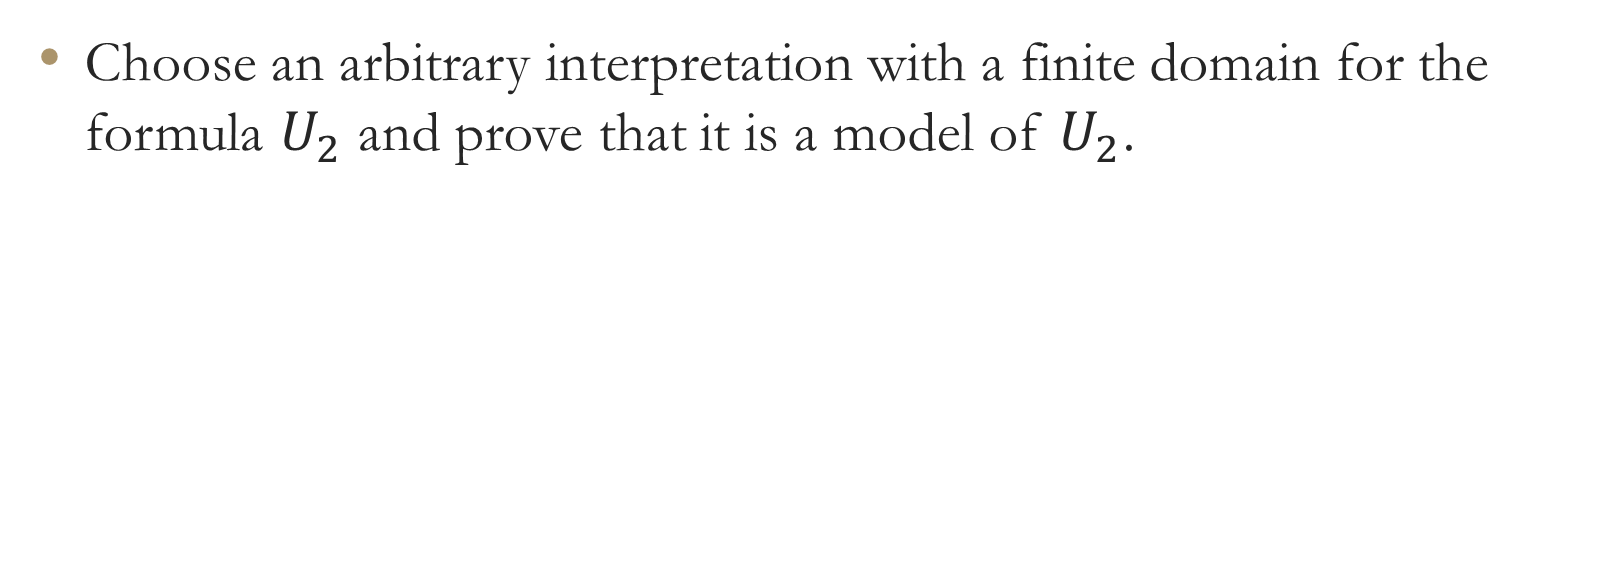 • Choose an arbitrary interpretation with a finite domain for the
formula U₂ and prove that it is a model of U₂.